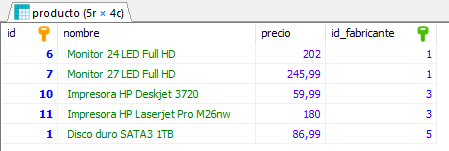 producto (5r × 4c)
id nombre precio id_fabricante
6 Monitor 24 LED Full HD 202 1
7 Monitor 27 LED Full HD 245,99 1
10 Impresora HP Deskjet 3720 59,99 3
11 Impresora HP Laserjet Pro M26nw 180 3
1 Disco duro SATA3 1TB 86,99 5